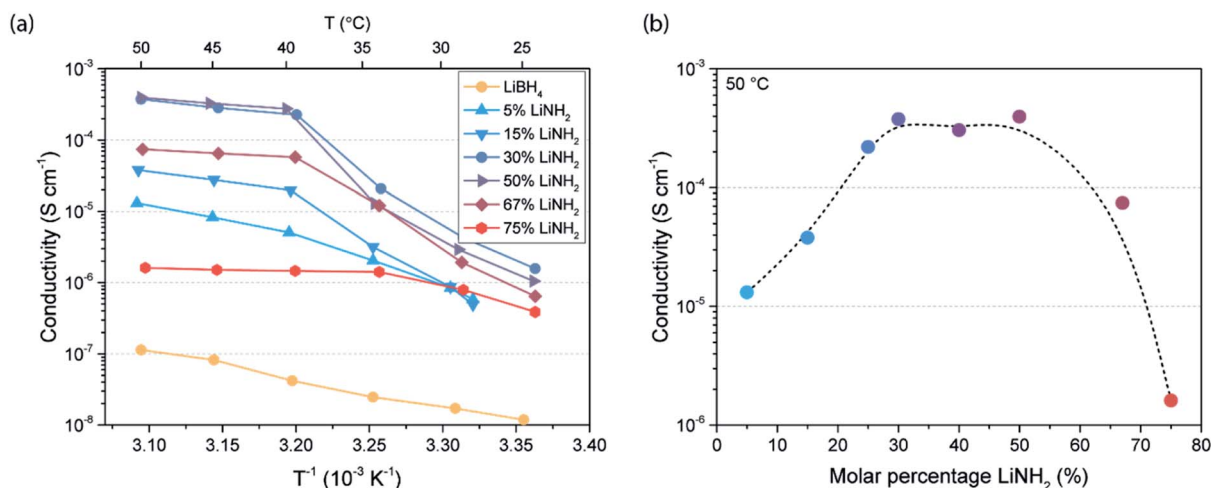 (a)
T (°C)
50 45 40 34 29 24
10⁻³
10⁻⁴
10⁻⁵
10⁻⁶
10⁻⁷
10⁻⁸
Conductivity (S cm⁻¹)
LiBH₄
5% LiNH₂
15% LiNH₂
30% LiNH₂
50% LiNH₂
67% LiNH₂
75% LiNH₂
3.10 3.15 3.20 3.25 3.30 3.35 3.40
T⁻¹ (10⁻³ K⁻¹)
(b)
50 °C
10⁻³
10⁻⁴
10⁻⁵
10⁻⁶
Conductivity (S cm⁻¹)
0 10 20 30 40 50 60 70 80
Molar percentage LiNH₂ (%)